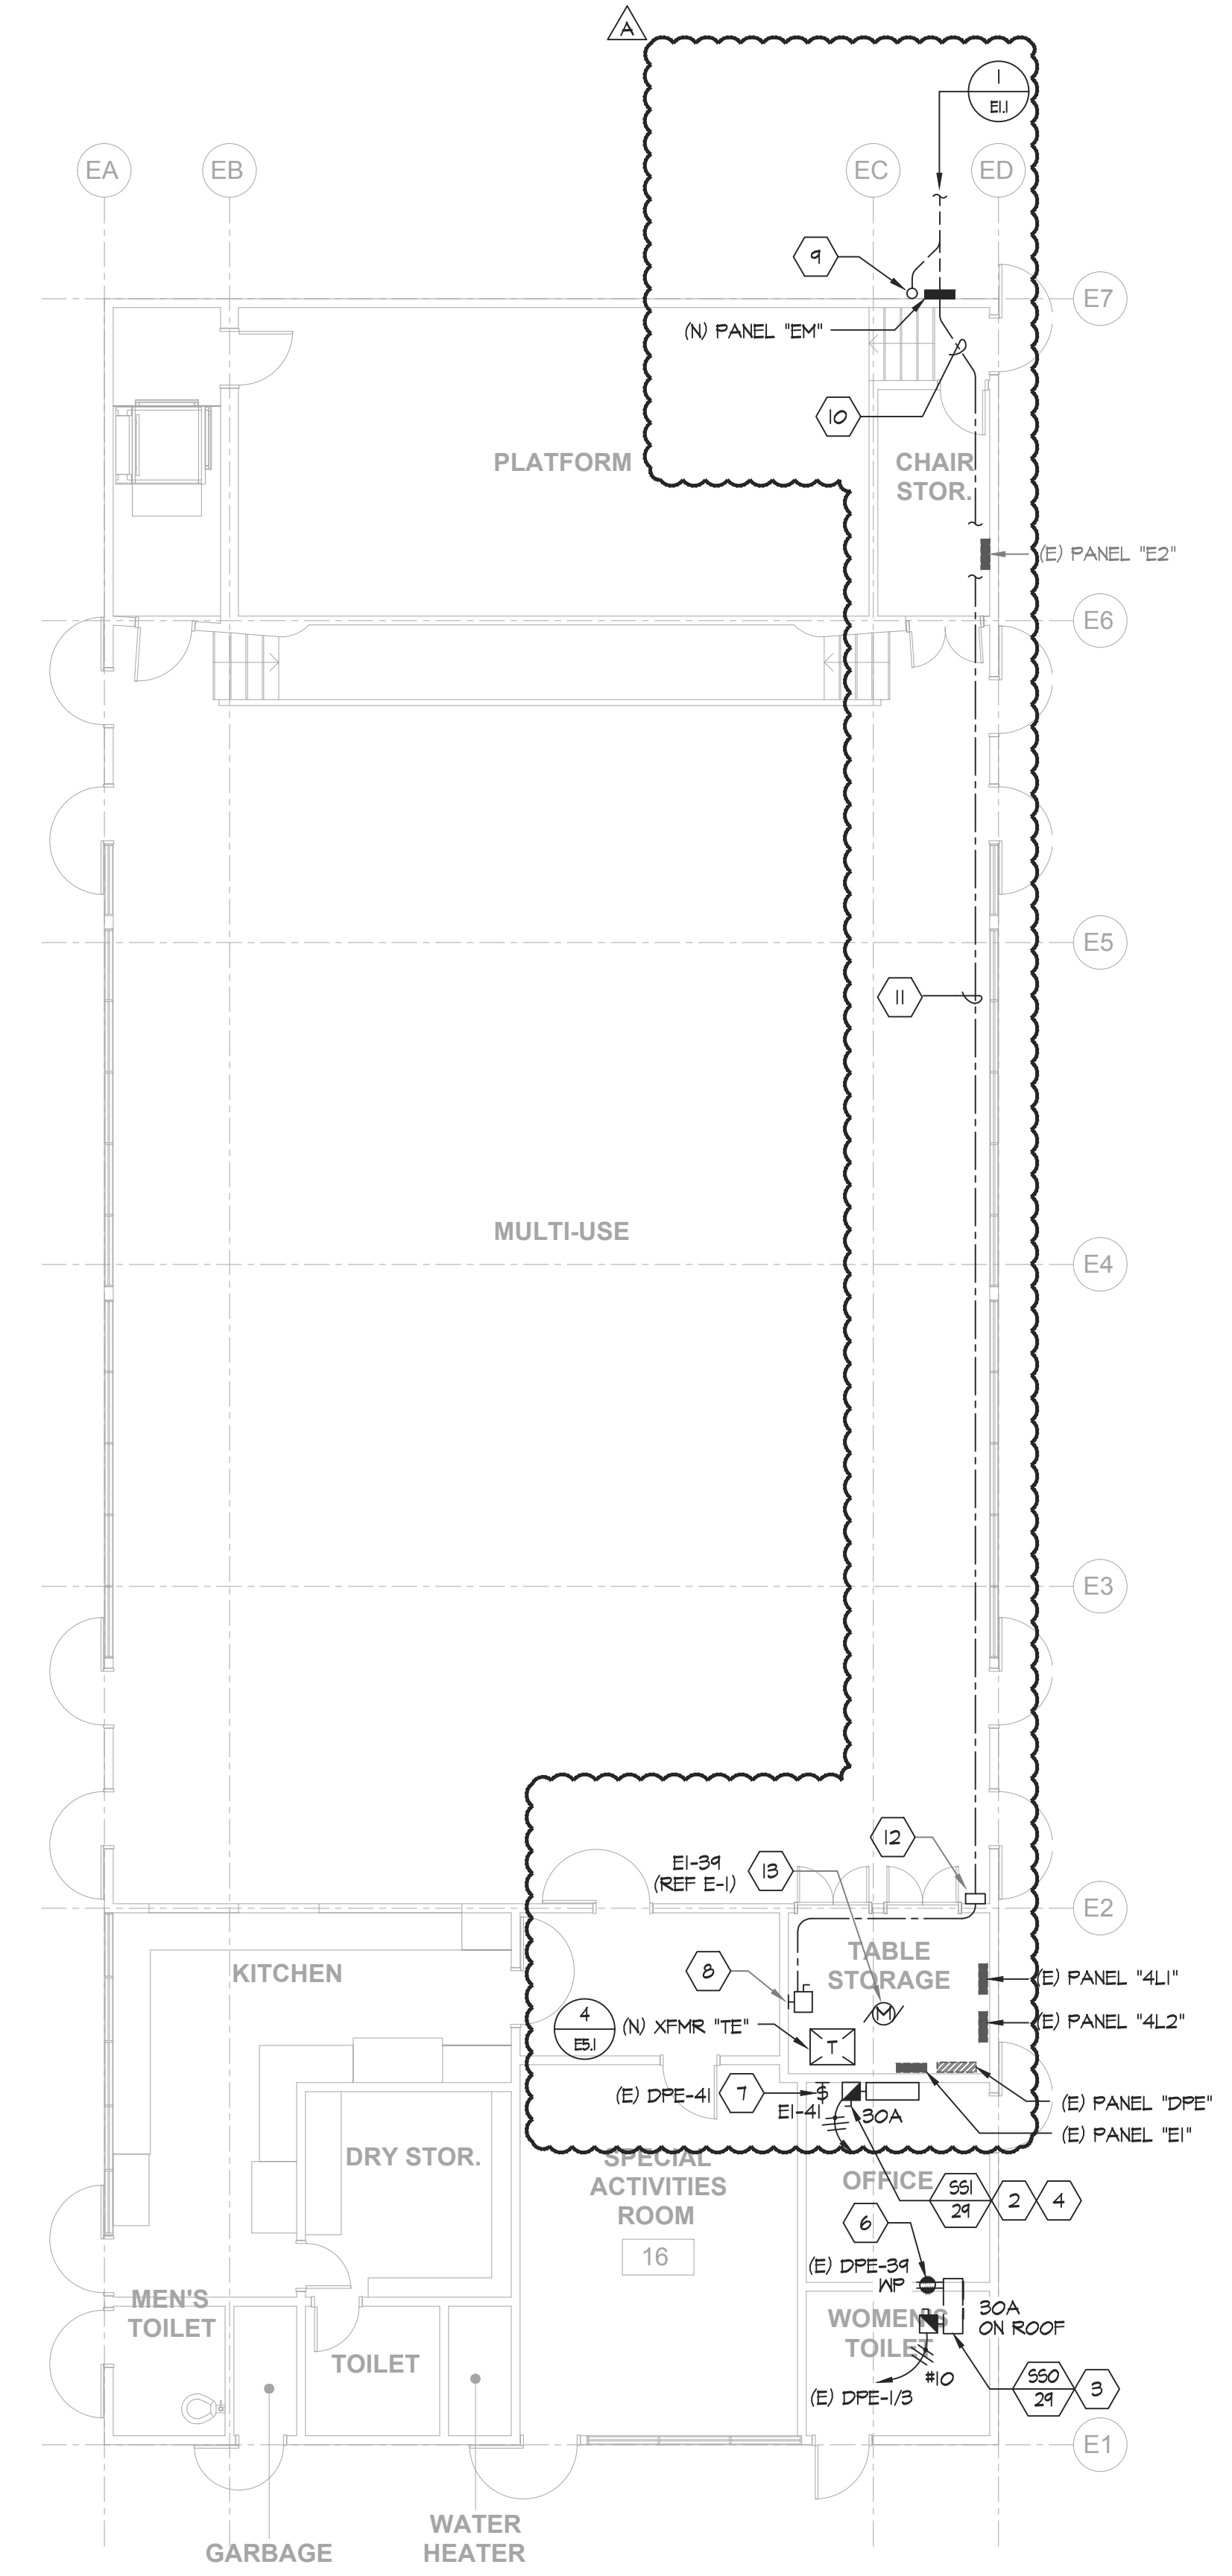 A
1
E1.1
EA
EB
EC
ED
9
E7
(N) PANEL "EM"
10
PLATFORM
CHAIR
STOR.
(E) PANEL "E2"
E6
E5
11
MULTI-USE
E4
E3
12
E1-39
(REF E-1)
13
E2
TABLE
STORAGE
KITCHEN
8
(E) PANEL "4L1"
4
E5.1
(N) XFMR "TE"
T
M
(E) PANEL "4L2"
(E) DPE-41
7
$
E1-41
30A
(E) PANEL "DPE"
(E) PANEL "E1"
DRY STOR.
SPECIAL
ACTIVITIES
ROOM
16
OFFICE
SS1
29
2
4
6
(E) DPE-39
WP
MEN'S
TOILET
WOMEN'S
TOILET
30A
ON ROOF
TOILET
#10
(E) DPE-1/3
SSO
29
3
E1
WATER
HEATER
GARBAGE